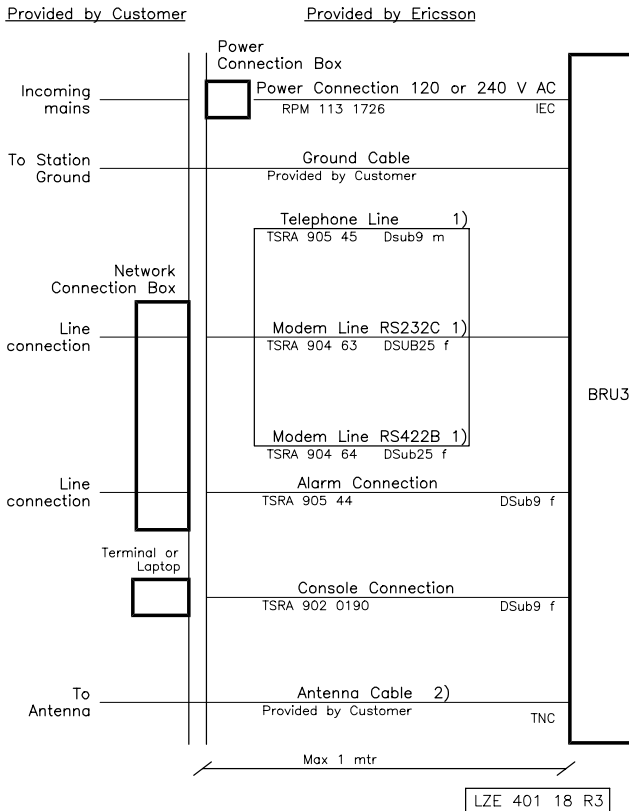 Provided by Customer
Provided by Ericsson
Power
Connection Box
Incoming
mains
Power Connection 120 or 240 V AC
RPM 113 1726
IEC
To Station
Ground
Ground Cable
Provided by Customer
Telephone Line 1)
TSRA 905 45 Dsub9 m
Network
Connection Box
Line
connection
Modem Line RS232C 1)
TSRA 904 63 DSUB25 f
BRU3
Modem Line RS422B 1)
TSRA 904 64 DSub25 f
Line
connection
Alarm Connection
TSRA 905 44
DSub9 f
Terminal or
Laptop
Console Connection
TSRA 902 0190
DSub9 f
To
Antenna
Antenna Cable 2)
Provided by Customer
TNC
Max 1 mtr
LZE 401 18 R3